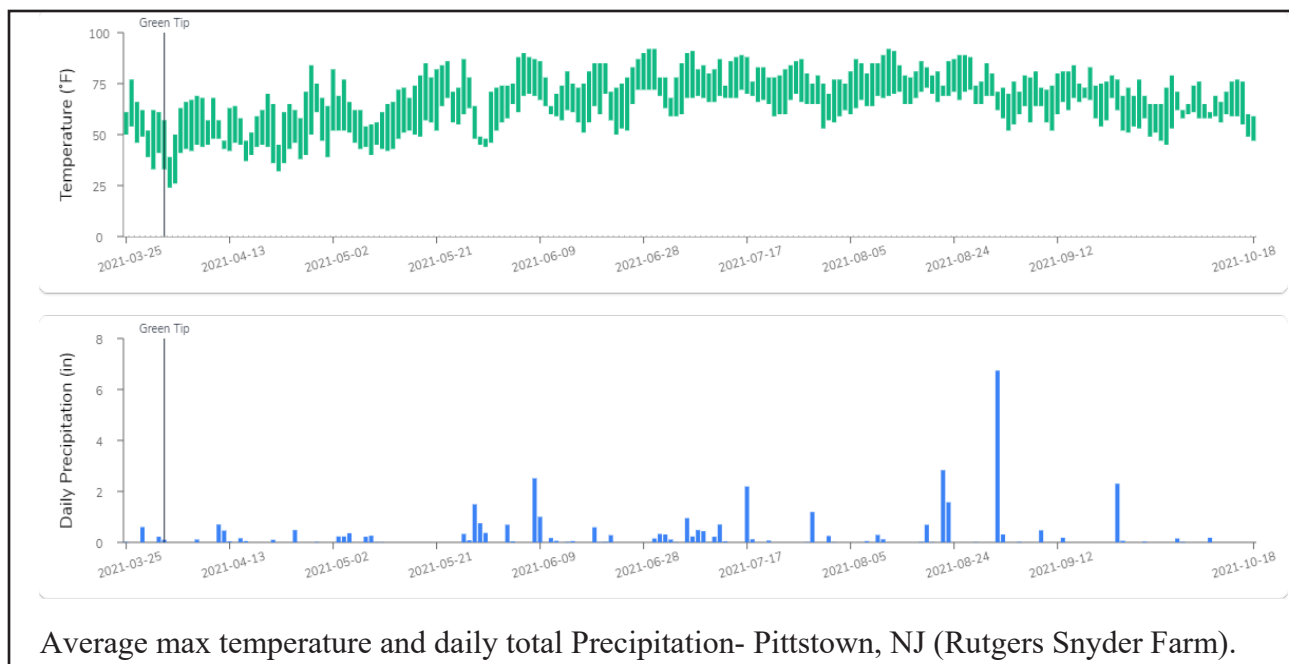 Green Tip
100
75
50
25
0
Temperature (°F)
2021-03-25 2021-04-13 2021-05-02 2021-05-21 2021-06-09 2021-06-28 2021-07-17 2021-08-05 2021-08-24 2021-09-12 2021-10-18
Green Tip
8
6
4
2
0
Daily Precipitation (in)
2021-03-25 2021-04-13 2021-05-02 2021-05-21 2021-06-09 2021-06-28 2021-07-17 2021-08-05 2021-08-24 2021-09-12 2021-10-18
Average max temperature and daily total Precipitation- Pittstown, NJ (Rutgers Snyder Farm).